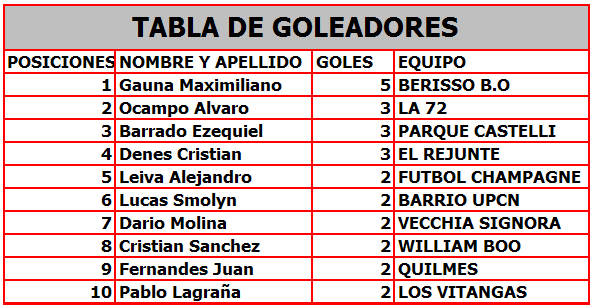 TABLA DE GOLEADORES
POSICIONES NOMBRE Y APELLIDO GOLES EQUIPO
1 Gauna Maximiliano 5 BERISSO B.O
2 Ocampo Alvaro 3 LA 72
3 Barrado Ezequiel 3 PARQUE CASTELLI
4 Denes Cristian 3 EL REJUNTE
5 Leiva Alejandro 2 FUTBOL CHAMPAGNE
6 Lucas Smolyn 2 BARRIO UPCN
7 Dario Molina 2 VECCHIA SIGNORA
8 Cristian Sanchez 2 WILLIAM BOO
9 Fernandes Juan 2 QUILMES
10 Pablo Lagraña 2 LOS VITANGAS